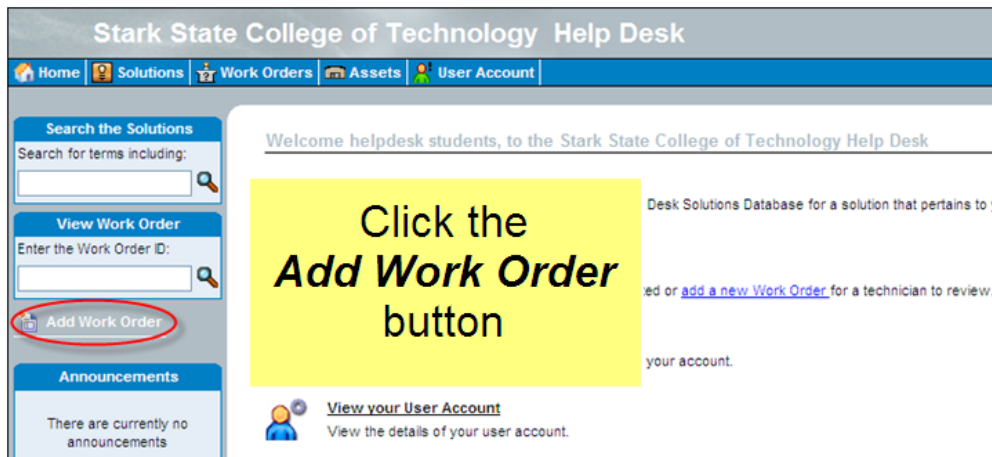 Stark State College of Technology Help Desk
Home Solutions Work Orders Assets User Account
Search the Solutions
Search for terms including:
View Work Order
Enter the Work Order ID:
Add Work Order
Announcements
There are currently no
announcements
Welcome helpdesk students, to the Stark State College of Technology Help Desk
Desk Solutions Database for a solution that pertains to
Click the
Add Work Order
button
ted or add a new Work Order for a technician to review.
your account.
View your User Account
View the details of your user account.